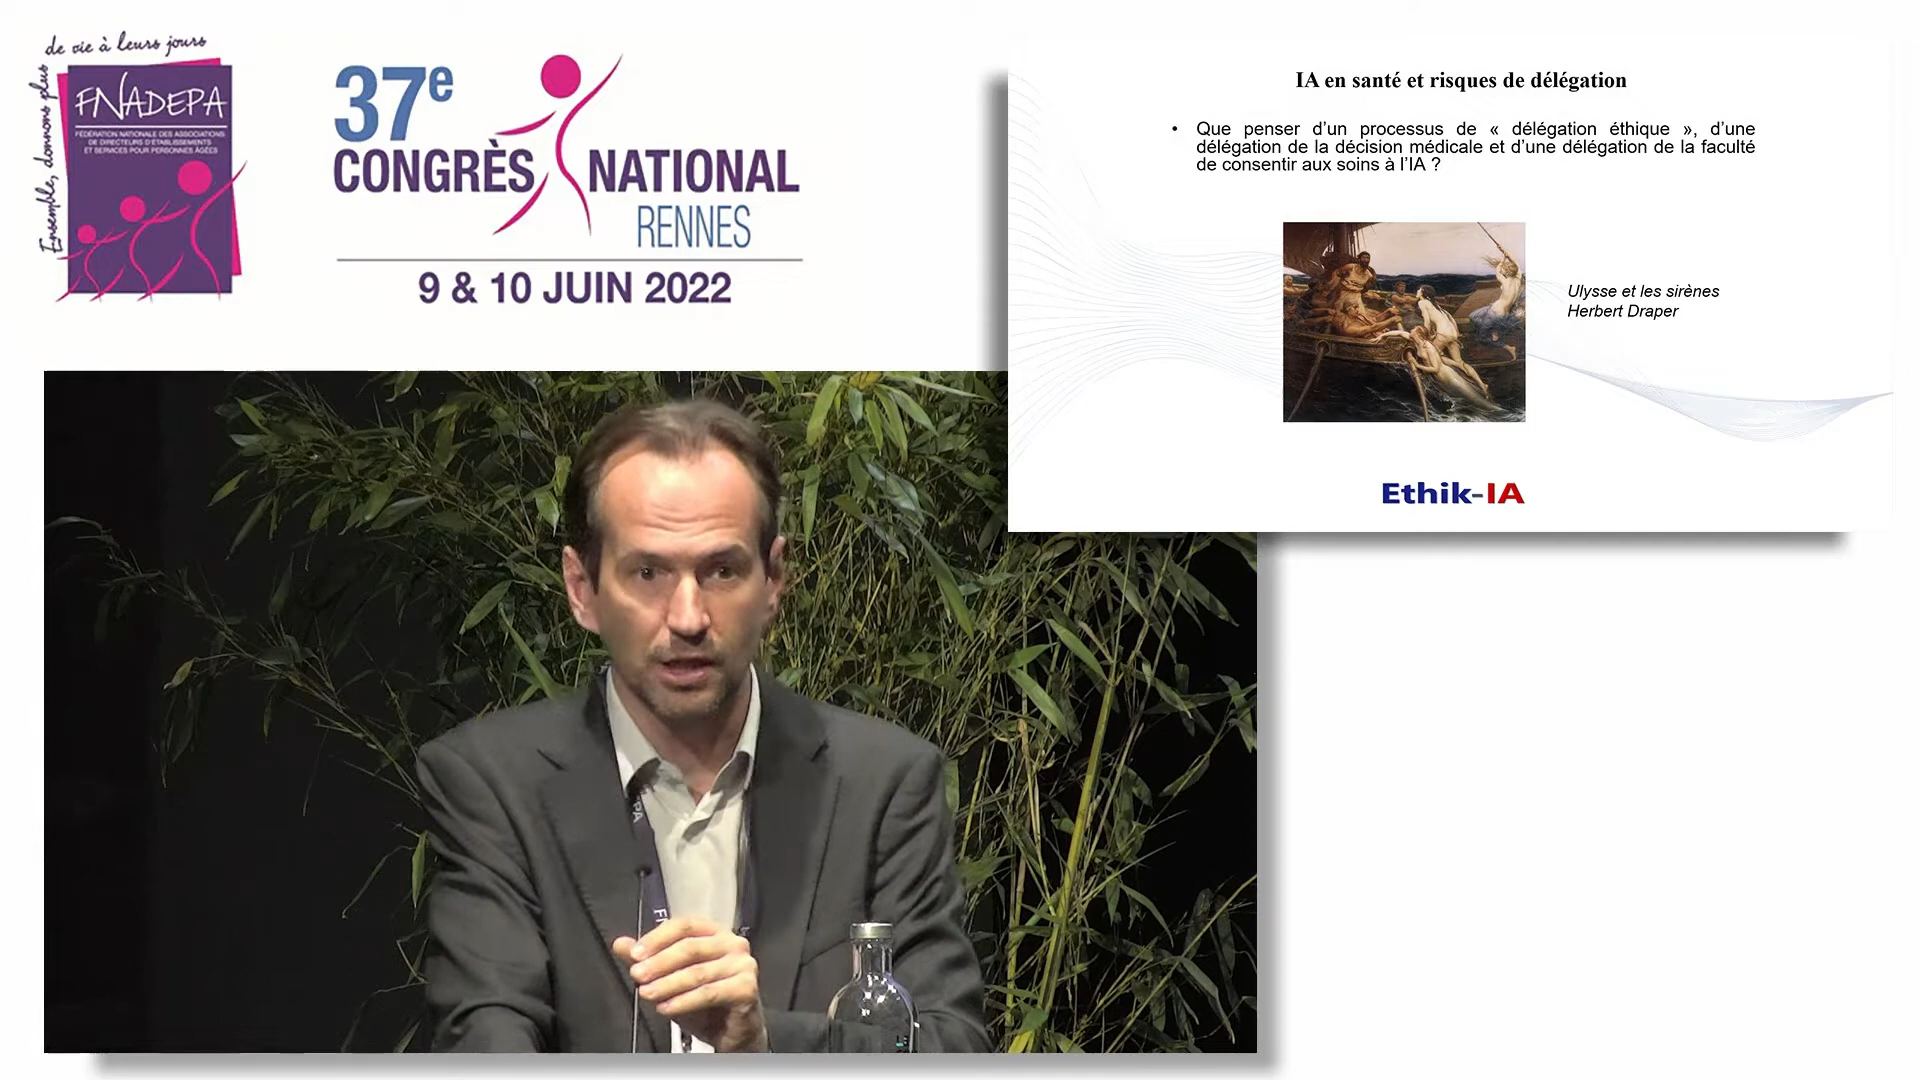 Ensemble, donnons plus de vie à leurs jours
FNADEPA
FÉDÉRATION NATIONALE DES ASSOCIATIONS
DE DIRECTEURS D'ÉTABLISSEMENTS
ET SERVICES POUR PERSONNES ÂGÉES
37e
CONGRÈS NATIONAL
RENNES
9 & 10 JUIN 2022
IA en santé et risques de délégation
• Que penser d’un processus de « délégation éthique », d’une
délégation de la décision médicale et d’une délégation de la faculté
de consentir aux soins à l’IA ?
Ulysse et les sirènes
Herbert Draper
Ethik-IA